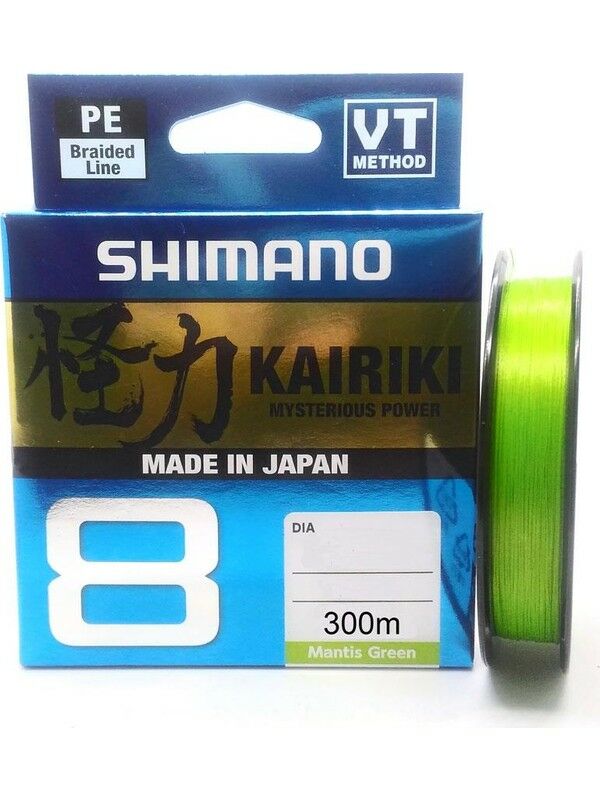 PE
Braided
Line
VT
METHOD
SHIMANO
怪力 KAIRIKI
MYSTERIOUS POWER
MADE IN JAPAN
8
DIA
300m
Mantis Green